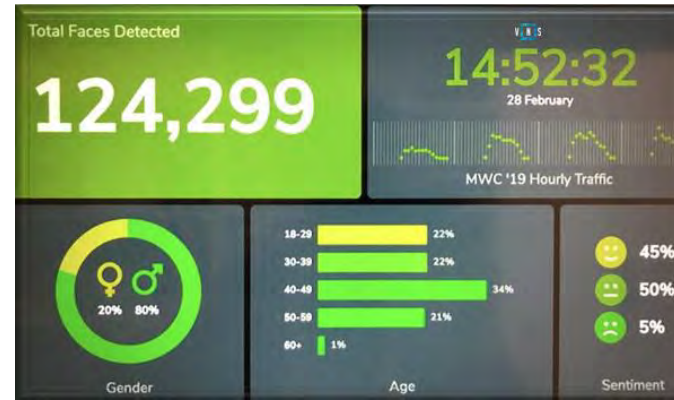 Total Faces Detected
124,299
14:52:32
28 February
MWC '19 Hourly Traffic
20% 80%
Gender
18-29 22%
30-39 22%
40-49 34%
50-59 21%
60+ 1%
Age
45%
50%
5%
Sentiment